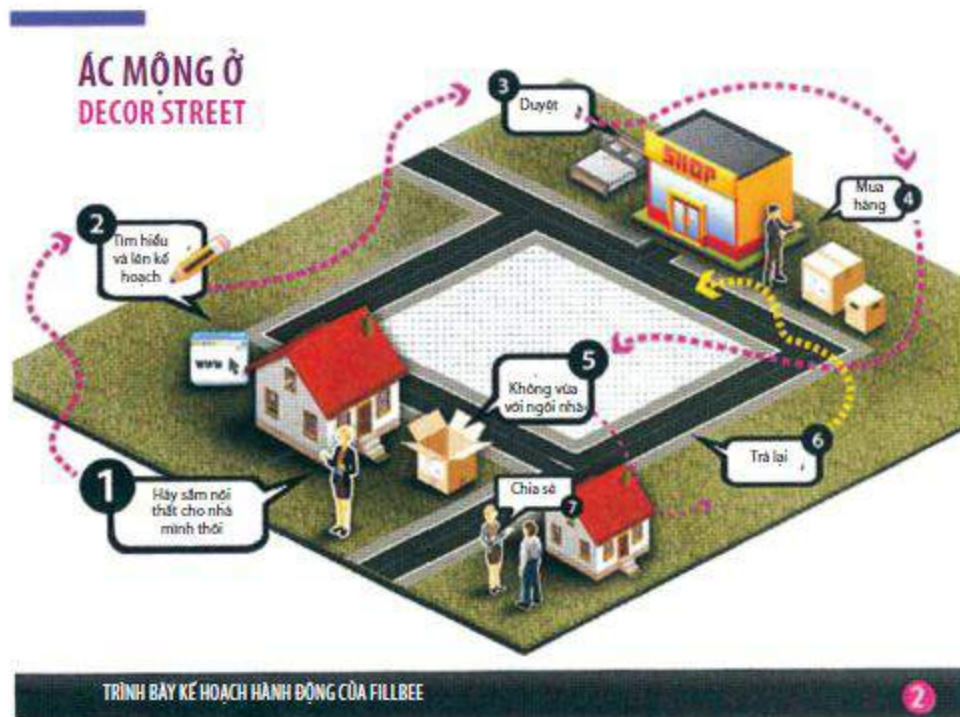 ÁC MỘNG Ở
DECOR STREET
1
Hãy sắm nội
thất cho nhà
mình thôi
2
Tìm hiểu
và lên kế
hoạch
www
3
Duyệt
SHOP
4
Mua
hàng
5
Không vừa
với ngôi nhà
6
Trả lại
7
Chia sẻ
TRÌNH BÀY KẾ HOẠCH HÀNH ĐỘNG CỦA FILLBEE
2